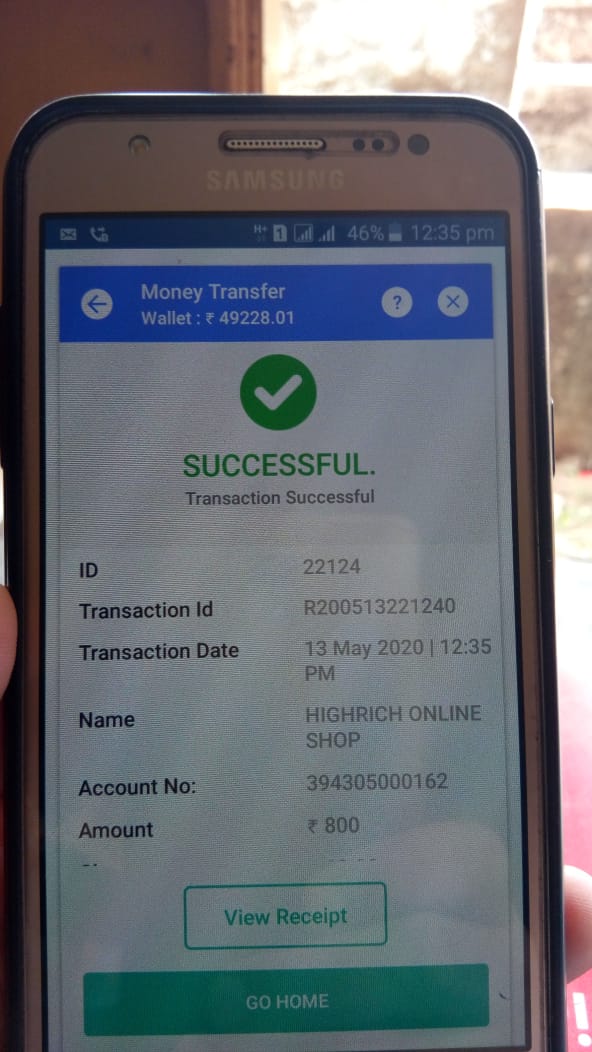 SAMSUNG
H+ 1 46% 12:35 pm
Money Transfer
?
Wallet : ₹ 49228.01
SUCCESSFUL.
Transaction Successful
ID 22124
Transaction Id R200513221240
Transaction Date 13 May 2020 | 12:35
PM
Name HIGHRICH ONLINE
SHOP
Account No: 394305000162
Amount ₹ 800
View Receipt
GO HOME